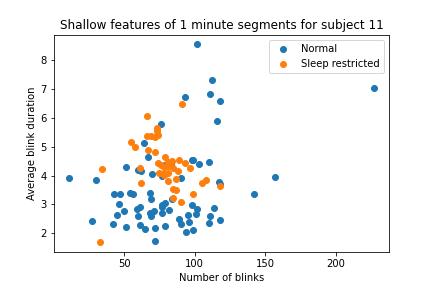 Shallow features of 1 minute segments for subject 11
Normal
Sleep restricted
8
7
6
5
4
3
2
Average blink duration
50
100
150
200
Number of blinks